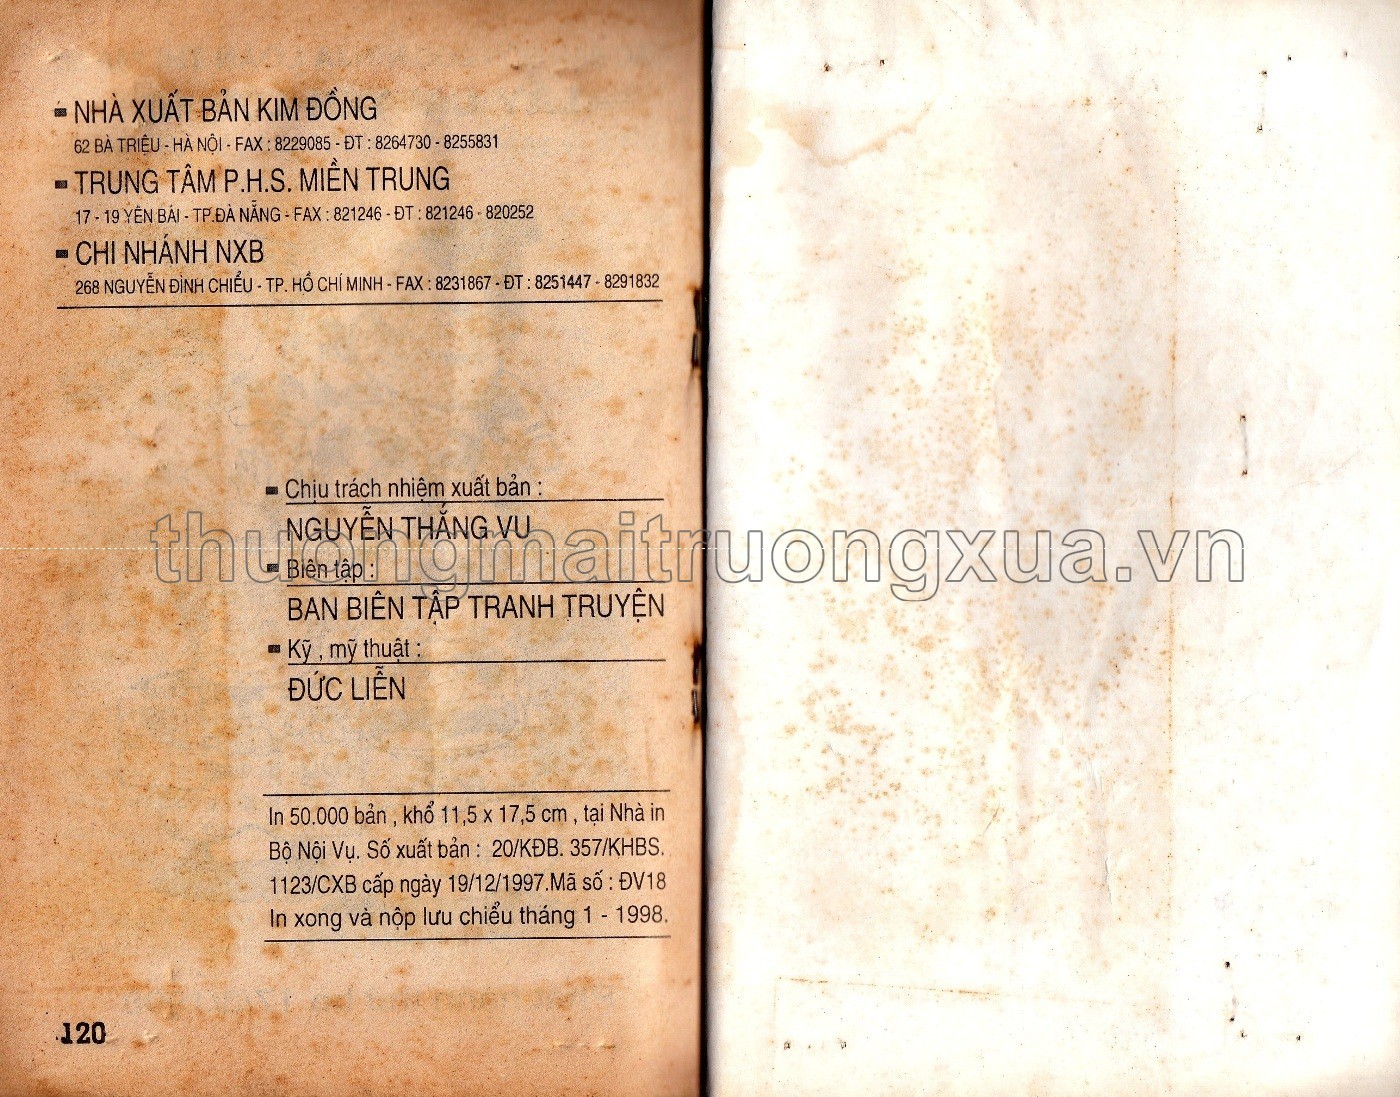 NHÀ XUẤT BẢN KIM ĐỒNG
62 BÀ TRIỆU - HÀ NỘI - FAX : 8229085 - ĐT : 8264730 - 8255831
TRUNG TÂM P.H.S. MIỀN TRUNG
17 - 19 YÊN BÁI - TP.ĐÀ NẴNG - FAX : 821246 - ĐT : 821246 - 820252
CHI NHÁNH NXB
268 NGUYỄN ĐÌNH CHIỂU - TP. HỒ CHÍ MINH - FAX : 8231867 - ĐT : 8251447 - 8291832
Chịu trách nhiệm xuất bản :
NGUYỄN THẮNG VU
thuongmaitruongxua.vn
Biên tập :
BAN BIÊN TẬP TRANH TRUYỆN
Kỹ , mỹ thuật :
ĐỨC LIỄN
In 50.000 bản , khổ 11,5 x 17,5 cm , tại Nhà in
Bộ Nội Vụ. Số xuất bản : 20/KĐB. 357/KHBS.
1123/CXB cấp ngày 19/12/1997.Mã số : ĐV18
In xong và nộp lưu chiểu tháng 1 - 1998.
120